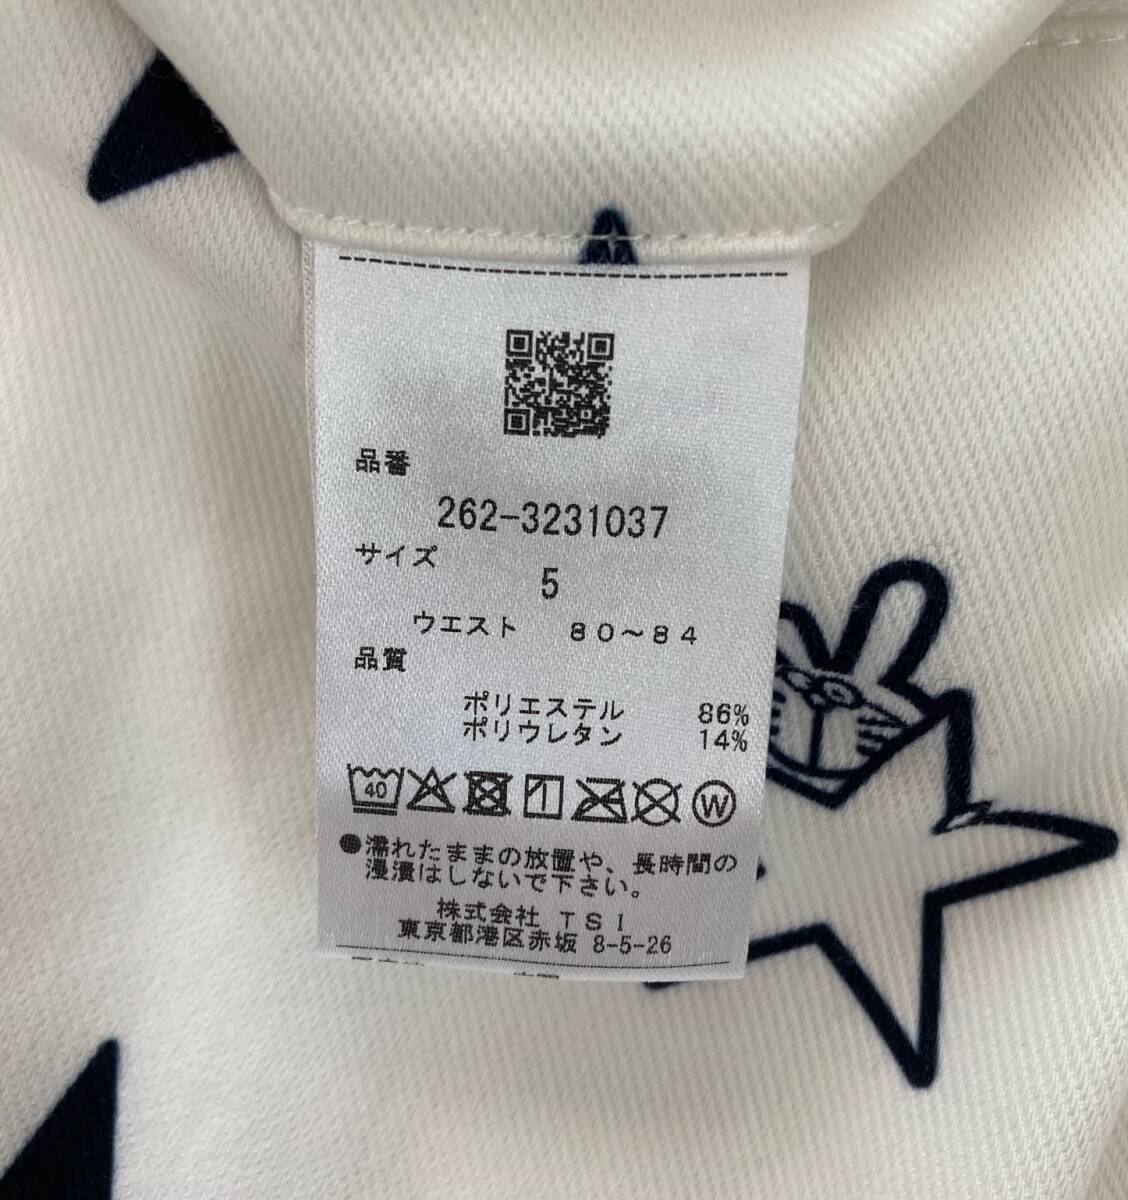 品番
262-3231037
サイズ
5
ウエスト 80～84
品質
ポリエステル 86%
ポリウレタン 14%
40
W
●濡れたままの放置や、長時間の
浸漬はしないで下さい。
株式会社 TSI
東京都港区赤坂 8-5-26